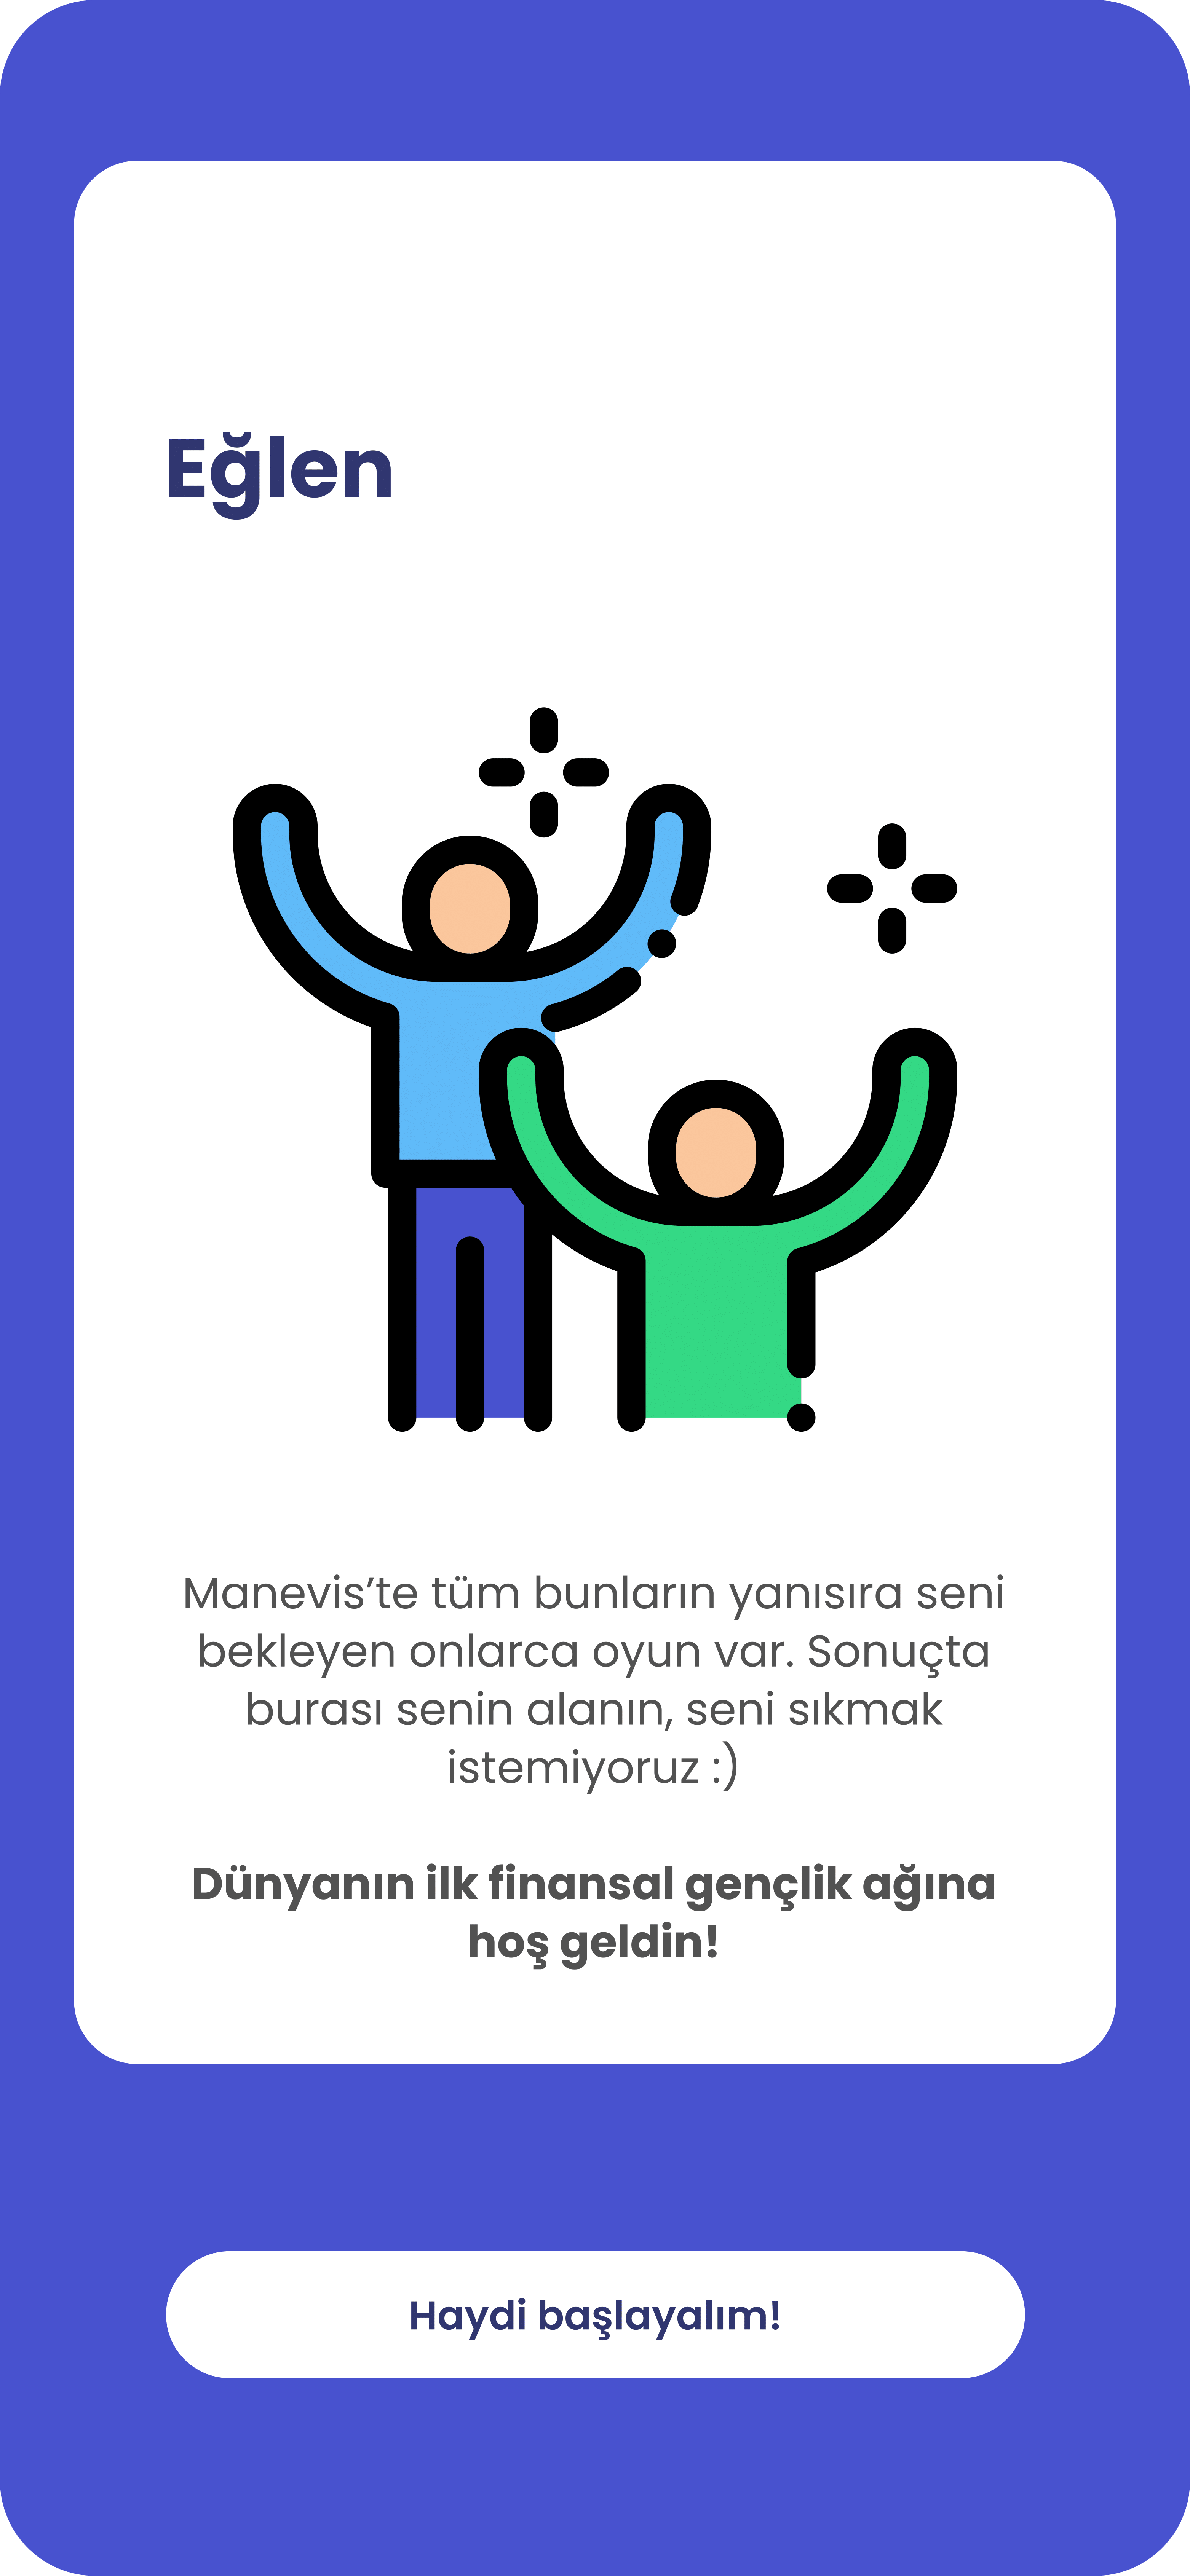 Eğlen
Manevis’te tüm bunların yanısıra seni
bekleyen onlarca oyun var. Sonuçta
burası senin alanın, seni sıkmak
istemiyoruz :)
Dünyanın ilk finansal gençlik ağına
hoş geldin!
Haydi başlayalım!